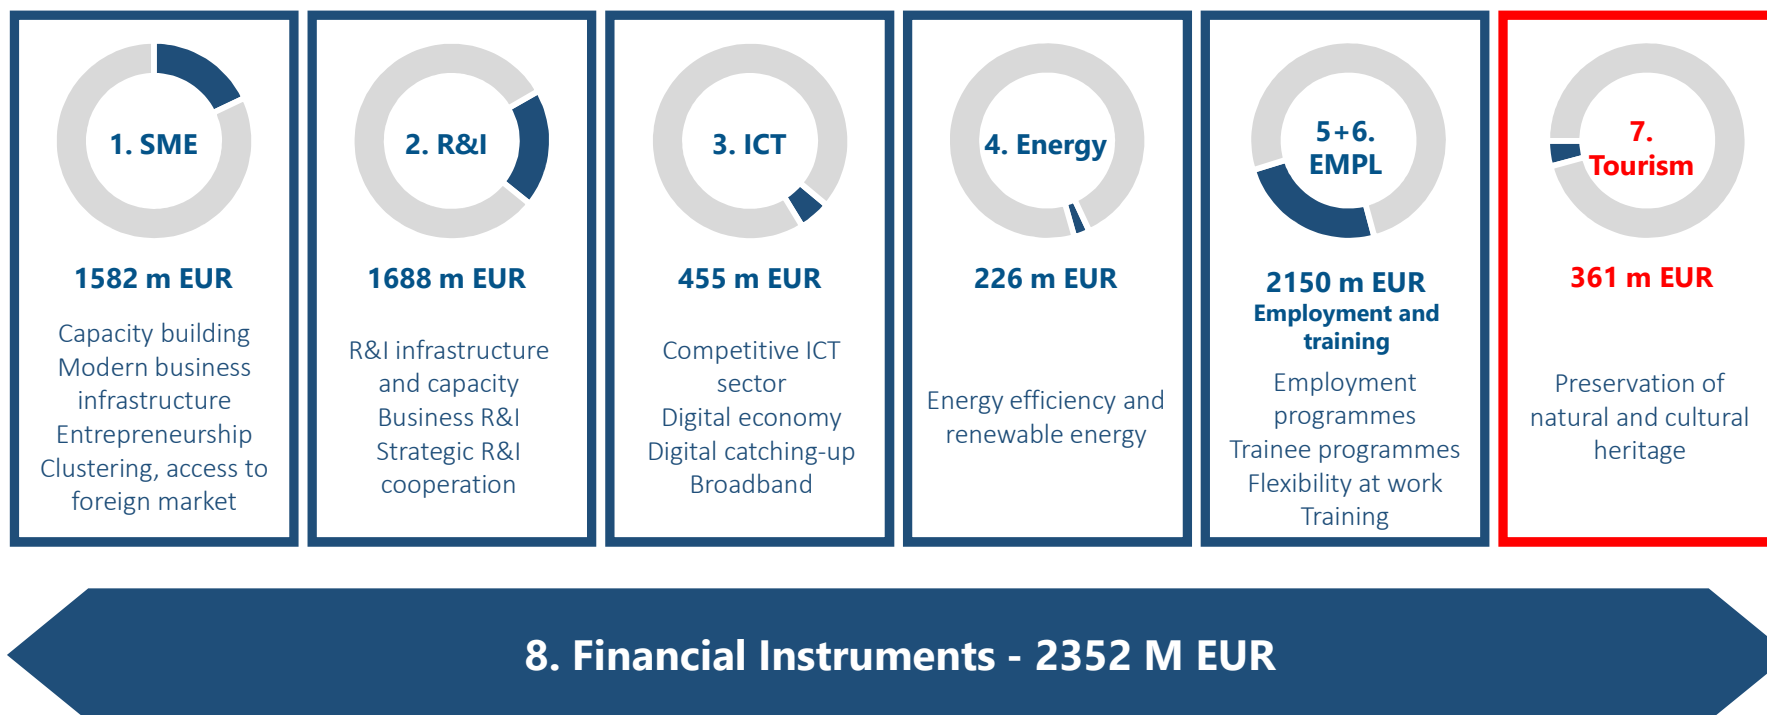 1. SME
1582 m EUR
Capacity building
Modern business
infrastructure
Entrepreneurship
Clustering, access to
foreign market
2. R&I
1688 m EUR
R&I infrastructure
and capacity
Business R&I
Strategic R&I
cooperation
3. ICT
455 m EUR
Competitive ICT
sector
Digital economy
Digital catching-up
Broadband
4. Energy
226 m EUR
Energy efficiency and
renewable energy
5+6.
EMPL
2150 m EUR
Employment and
training
Employment
programmes
Trainee programmes
Flexibility at work
Training
7.
Tourism
361 m EUR
Preservation of
natural and cultural
heritage
8. Financial Instruments - 2352 M EUR